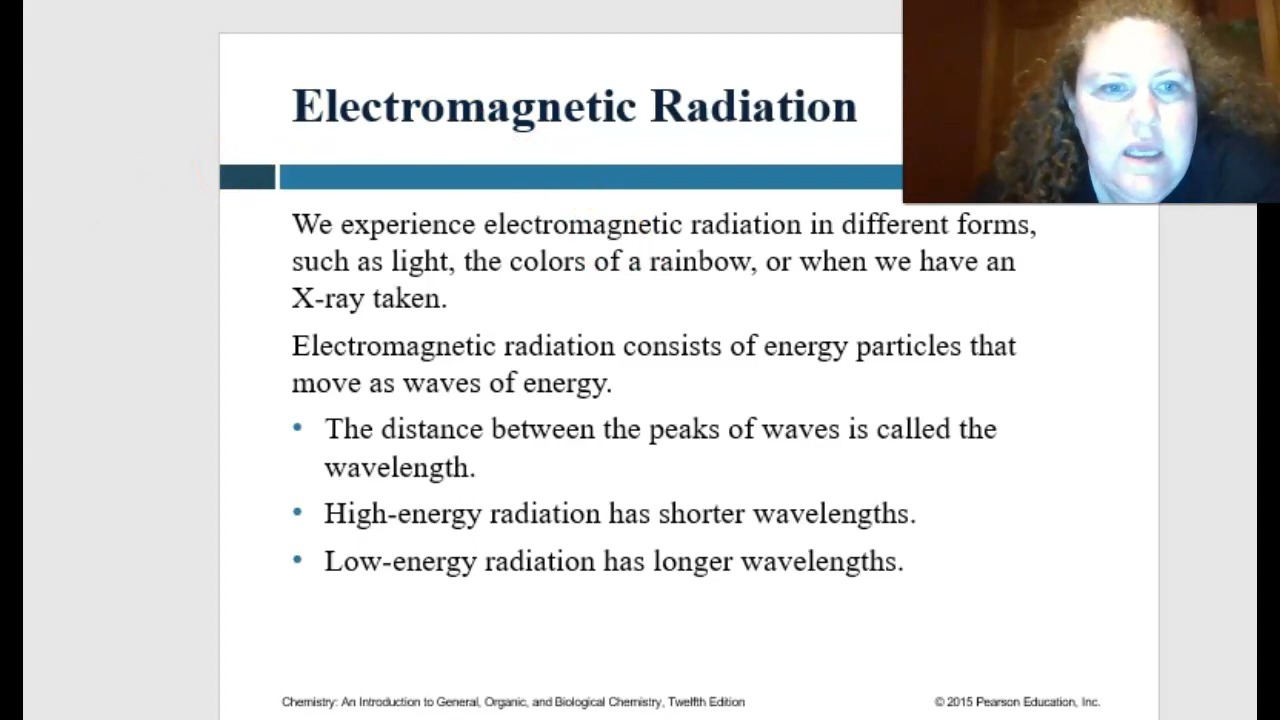 Electromagnetic Radiation
We experience electromagnetic radiation in different forms,
such as light, the colors of a rainbow, or when we have an
X-ray taken.
Electromagnetic radiation consists of energy particles that
move as waves of energy.
• The distance between the peaks of waves is called the
wavelength.
• High-energy radiation has shorter wavelengths.
• Low-energy radiation has longer wavelengths.
Chemistry: An Introduction to General, Organic, and Biological Chemistry, Twelfth Edition
© 2015 Pearson Education, Inc.